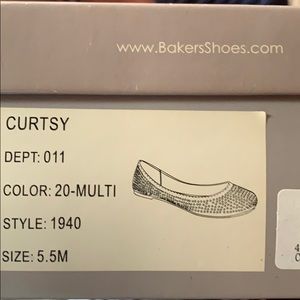 www.BakersShoes.com
CURTSY
DEPT: 011
COLOR: 20-MULTI
STYLE: 1940
SIZE: 5.5M